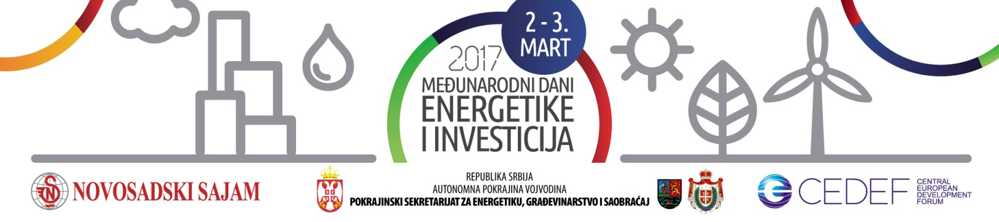 2 - 3.
MART
2017
MEĐUNARODNI DANI
ENERGETIKE
I INVESTICIJA
NOVOSADSKI SAJAM
REPUBLIKA SRBIJA
AUTONOMNA POKRAJINA VOJVODINA
POKRAJINSKI SEKRETARIJAT ZA ENERGETIKU, GRAĐEVINARSTVO I SAOBRAĆAJ
CEDEF
CENTRAL
EUROPEAN
DEVELOPMENT
FORUM